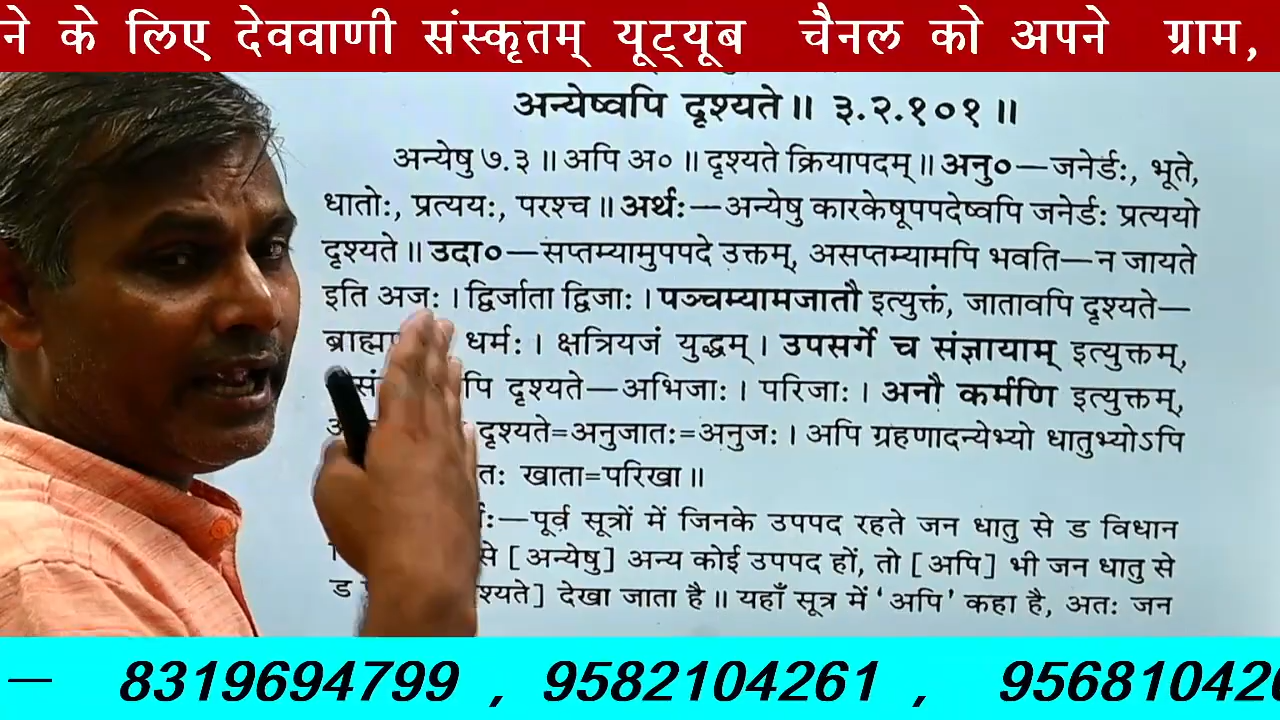 ने के लिए देववाणी संस्कृतम् यूट्यूब चैनल को अपने ग्राम,
अन्येष्वपि दृश्यते॥ ३.२.१०१॥
अन्येषु ७.३॥ अपि अ०॥ दृश्यते क्रियापदम्॥ अनु०—जनेर्डः, भूते,
धातोः, प्रत्ययः, परश्च॥ अर्थः—अन्येषु कारकेषूपपदेष्वपि जनेर्डः प्रत्ययो
दृश्यते॥ उदा०—सप्तम्यामुपपदे उक्तम्, असप्तम्यामपि भवति—न जायते
इति अजः। द्विर्जाता द्विजाः। पञ्चम्यामजातौ इत्युक्तं, जातावपि दृश्यते—
धर्मः। क्षत्रियजं युद्धम्। उपसर्गे च संज्ञायाम् इत्युक्तम्,
पि दृश्यते—अभिजाः। परिजाः। अनौ कर्मणि इत्युक्तम्,
दृश्यते=अनुजातः=अनुजः। अपि ग्रहणादन्येभ्यो धातुभ्योऽपि
तः खाता=परिखा॥
—पूर्व सूत्रों में जिनके उपपद रहते जन धातु से ड विधान
से [अन्येषु] अन्य कोई उपपद हों, तो [अपि] भी जन धातु से
ड श्यते] देखा जाता है॥ यहाँ सूत्र में ‘अपि’ कहा है, अतः जन
— 8319694799 , 9582104261 , 956810426